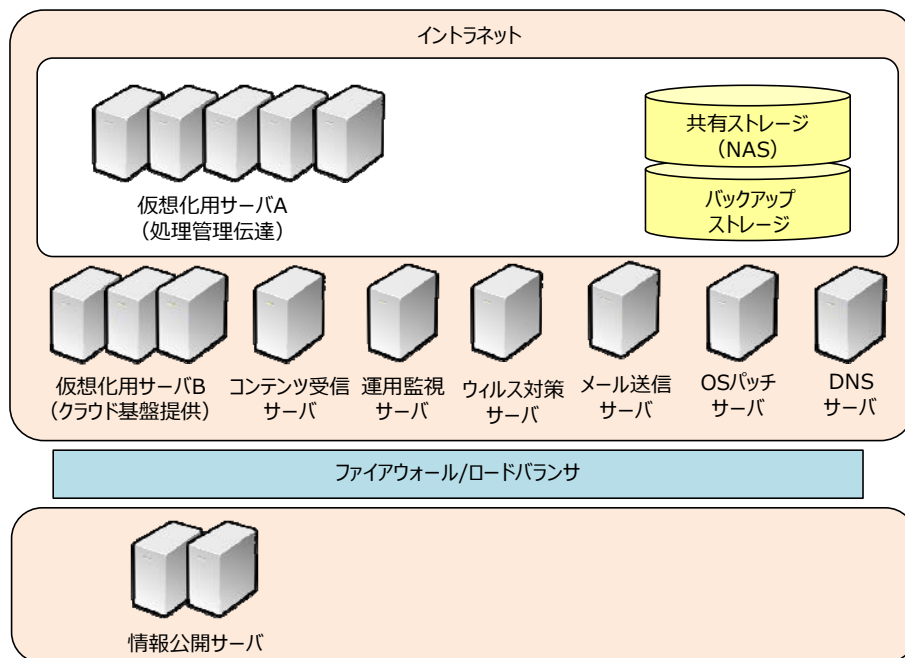 イントラネット
共有ストレージ
（NAS）
バックアップ
ストレージ
仮想化用サーバA
（処理管理伝達）
仮想化用サーバB
（クラウド基盤提供）
コンテンツ受信
サーバ
運用監視
サーバ
ウィルス対策
サーバ
メール送信
サーバ
OSパッチ
サーバ
DNS
サーバ
ファイアウォール/ロードバランサ
情報公開サーバ